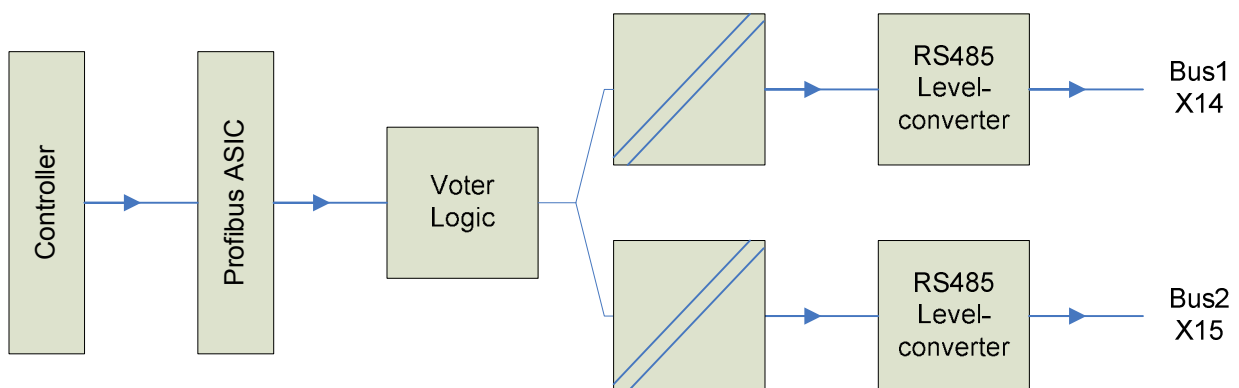 Controller
Profibus ASIC
Voter
Logic
RS485
Level-
converter
Bus1
X14
RS485
Level-
converter
Bus2
X15